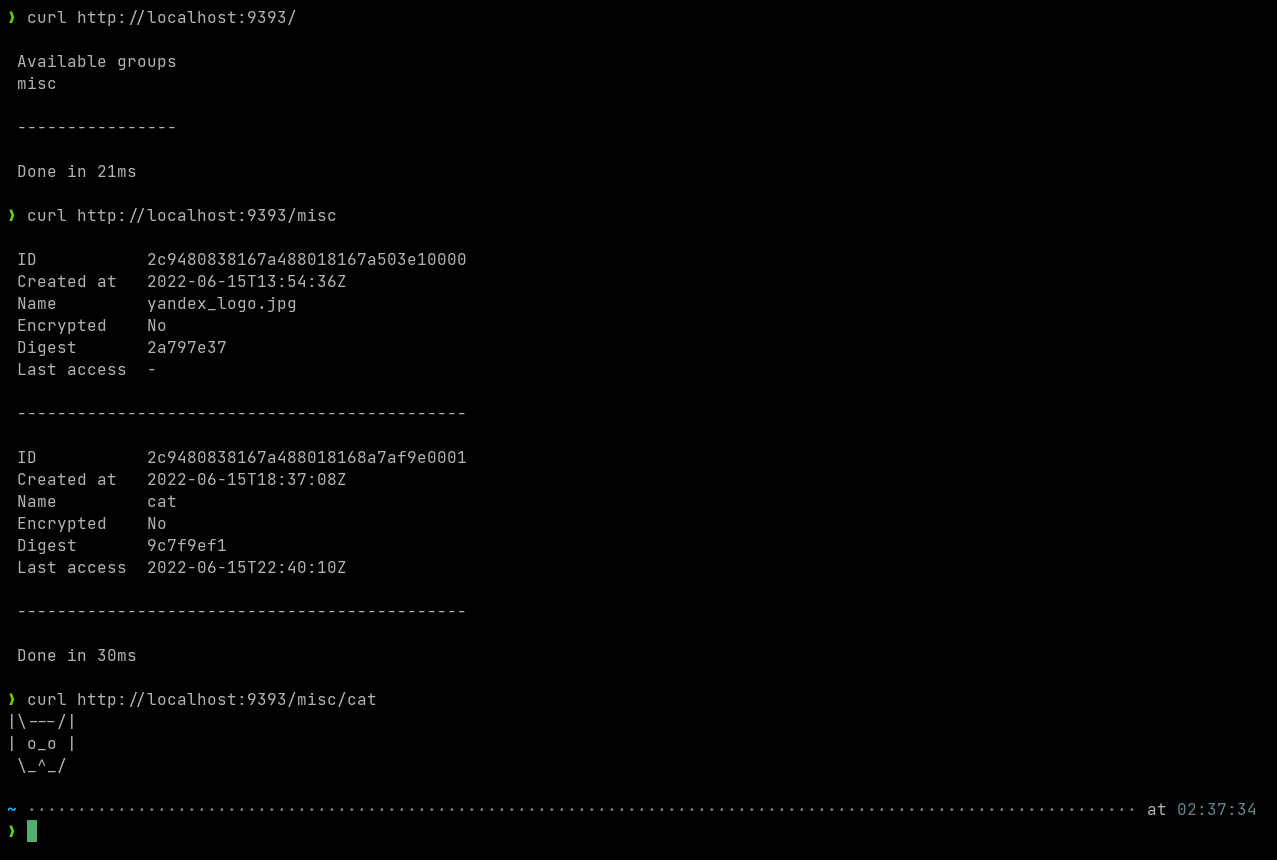 ❱ curl http://localhost:9393/
Available groups
misc
----------------
Done in 21ms
❱ curl http://localhost:9393/misc
ID           2c9480838167a488018167a503e10000
Created at   2022-06-15T13:54:36Z
Name         yandex_logo.jpg
Encrypted    No
Digest       2a797e37
Last access  -
---------------------------------------------
ID           2c9480838167a488018168a7af9e0001
Created at   2022-06-15T18:37:08Z
Name         cat
Encrypted    No
Digest       9c7f9ef1
Last access  2022-06-15T22:40:10Z
---------------------------------------------
Done in 30ms
❱ curl http://localhost:9393/misc/cat
|\---/|
| o_o |
 \_^_/
~ ··············································································································· at 02:37:34
❱